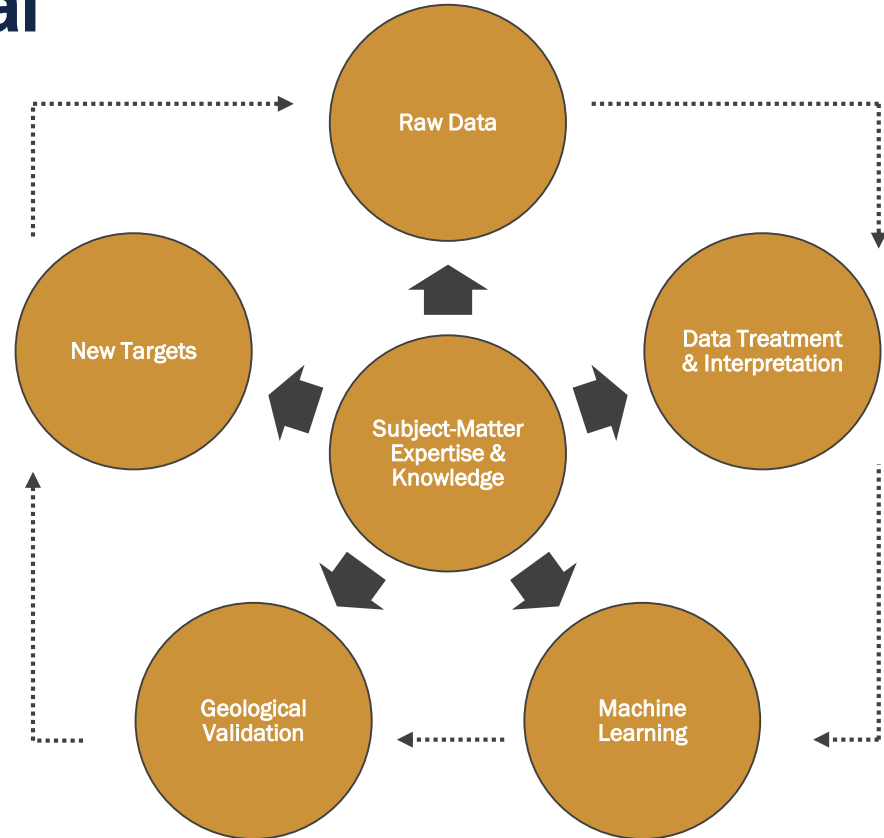 Raw Data
New Targets
Data Treatment
& Interpretation
Subject-Matter
Expertise &
Knowledge
Geological
Validation
Machine
Learning